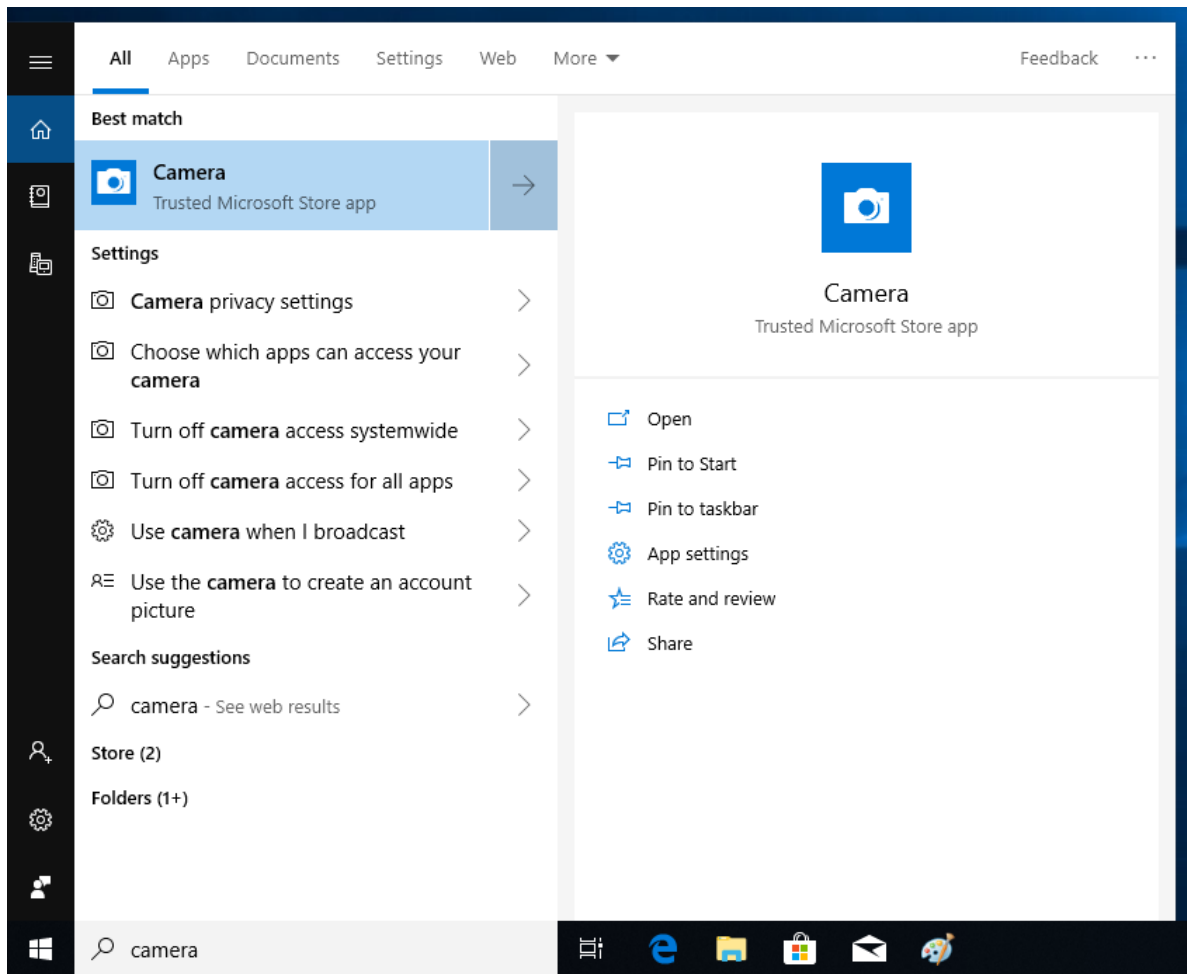 All Apps Documents Settings Web More Feedback ...
Best match
Camera
Trusted Microsoft Store app
Settings
Camera privacy settings
Choose which apps can access your
camera
Turn off camera access systemwide
Turn off camera access for all apps
Use camera when I broadcast
Use the camera to create an account
picture
Search suggestions
camera - See web results
Store (2)
Folders (1+)
Camera
Trusted Microsoft Store app
Open
Pin to Start
Pin to taskbar
App settings
Rate and review
Share
camera